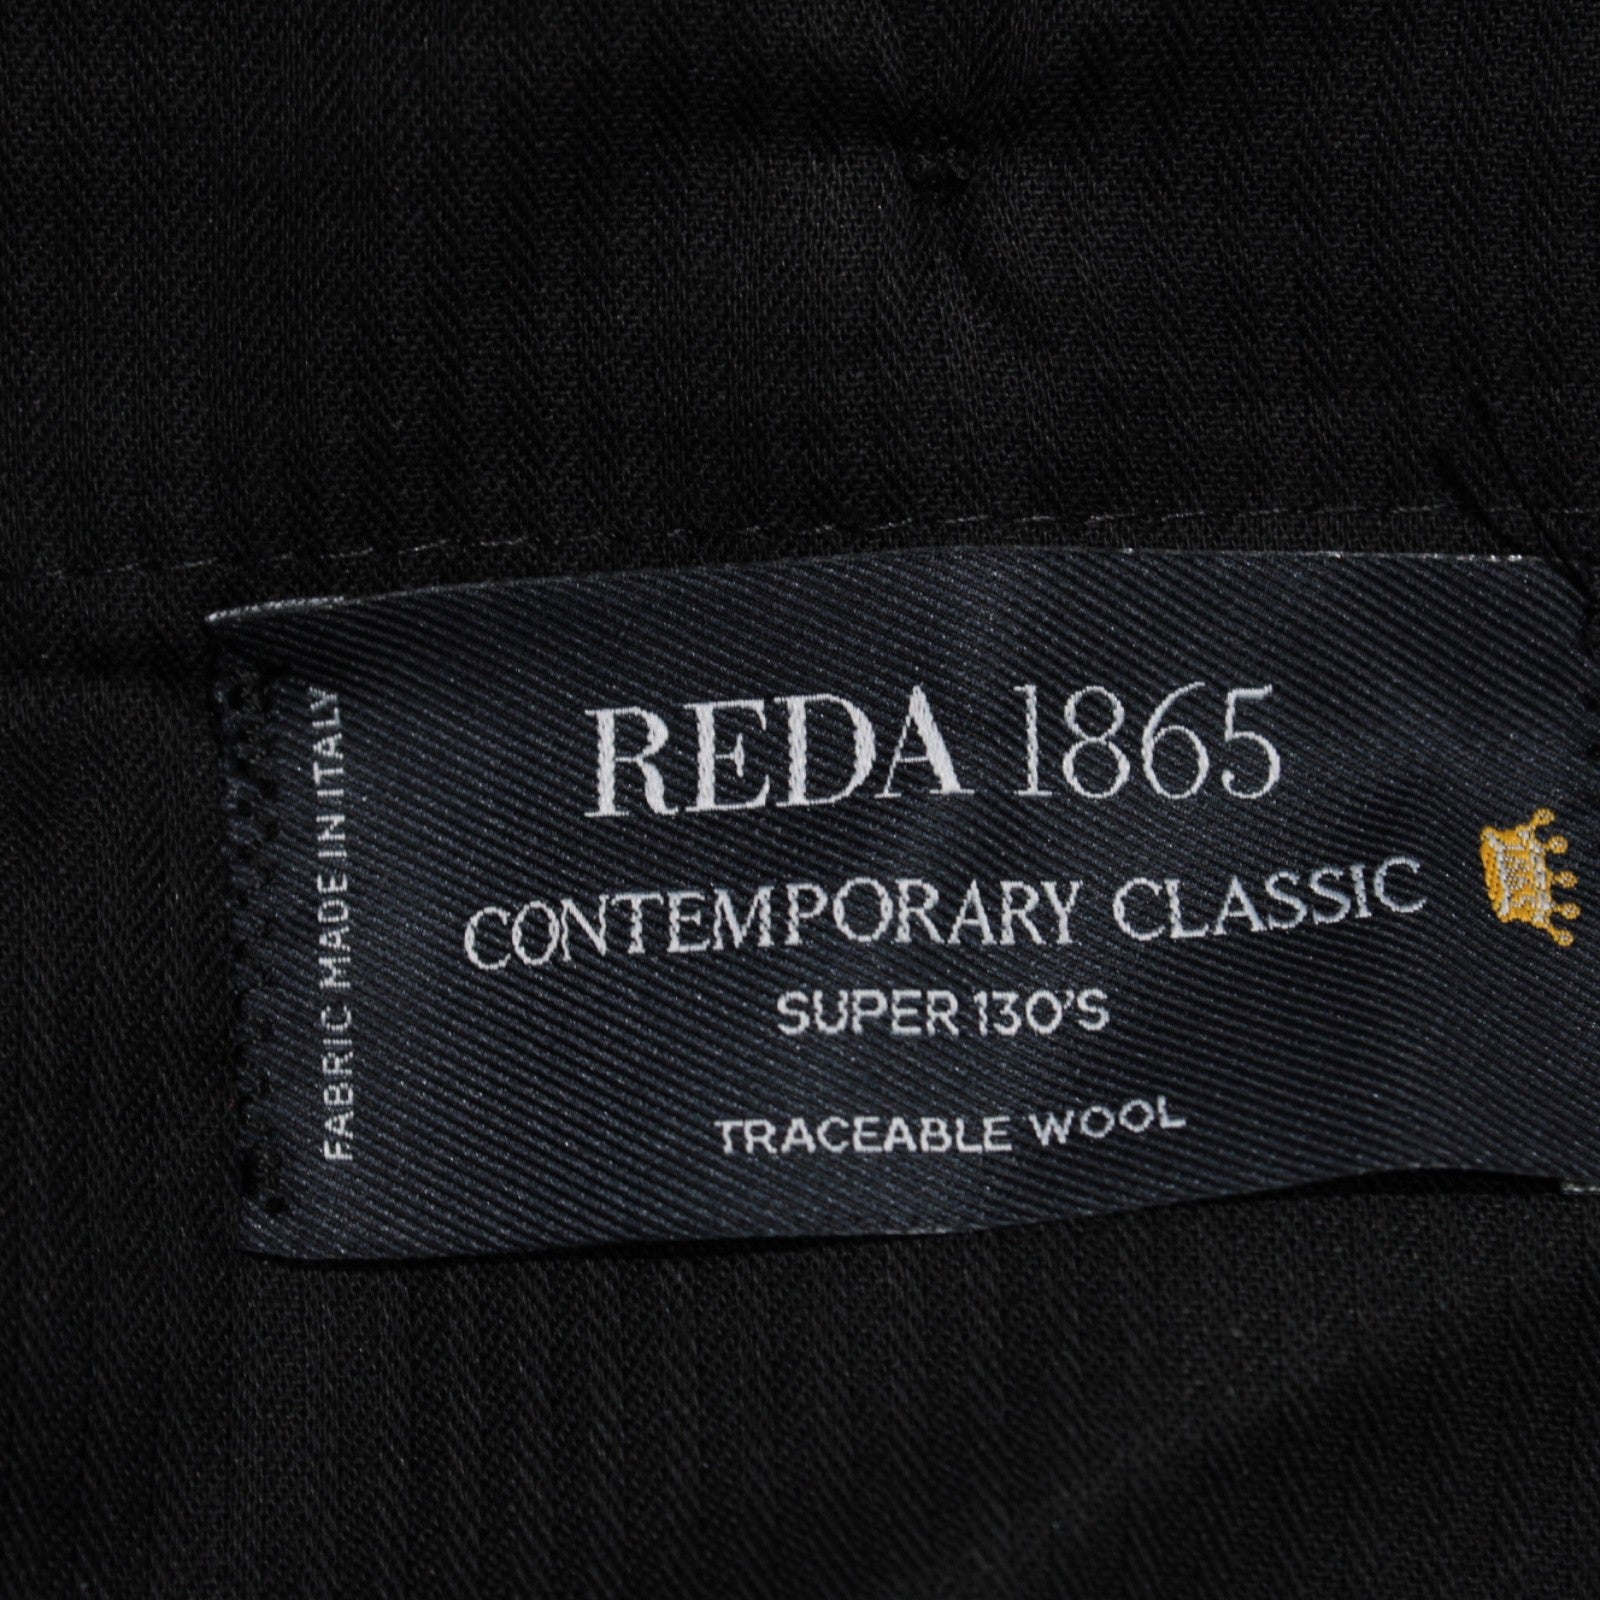 REDA 1865
CONTEMPORARY CLASSIC
SUPER 130'S
TRACEABLE WOOL
FABRIC MADE IN ITALY